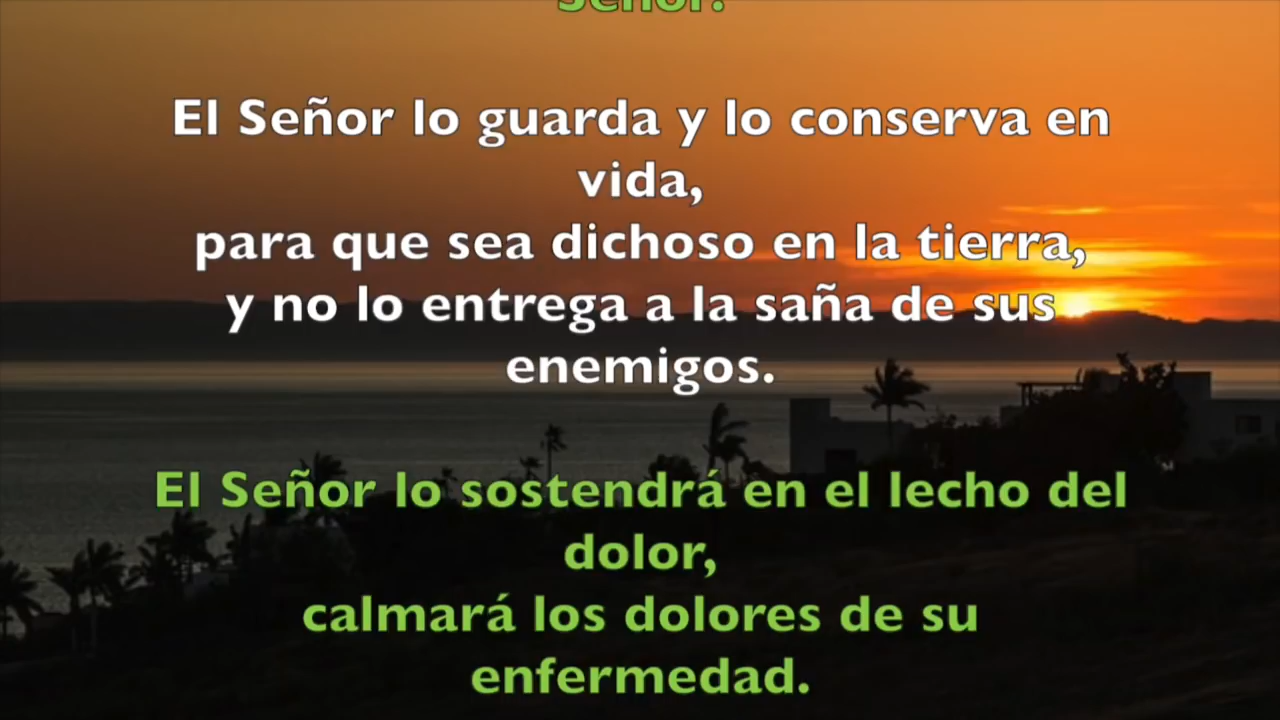 Señor.
El Señor lo guarda y lo conserva en
vida,
para que sea dichoso en la tierra,
y no lo entrega a la saña de sus
enemigos.
El Señor lo sostendrá en el lecho del
dolor,
calmará los dolores de su
enfermedad.